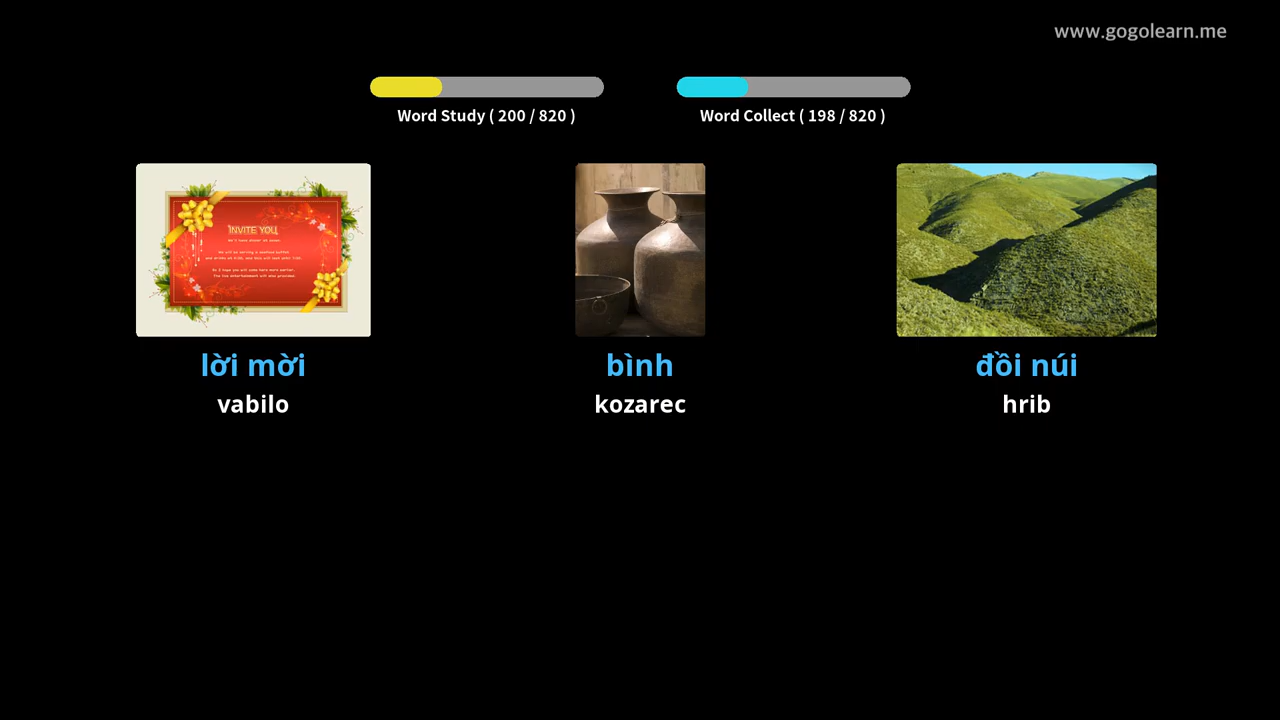 www.gogolearn.me
Word Study ( 200 / 820 )
Word Collect ( 198 / 820 )
INVITE YOU
lời mời
bình
đồi núi
vabilo
kozarec
hrib